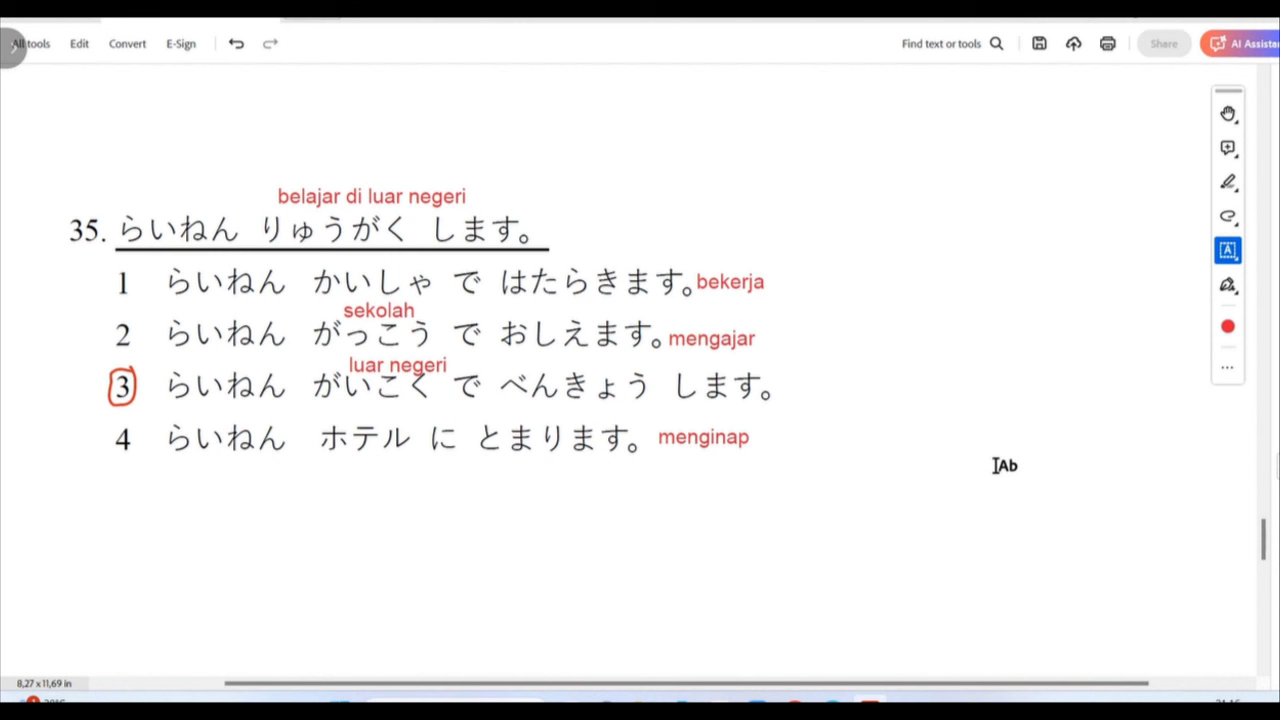 All tools Edit Convert E-Sign Find text or tools Share AI Assista
belajar di luar negeri
35. らいねん りゅうがく します。
1 らいねん かいしゃ で はたらきます。bekerja
sekolah
2 らいねん がっこう で おしえます。mengajar
luar negeri
3 らいねん がいこく で べんきょう します。
4 らいねん ホテル に とまります。 menginap
Ab
8,27 x 11,69 in